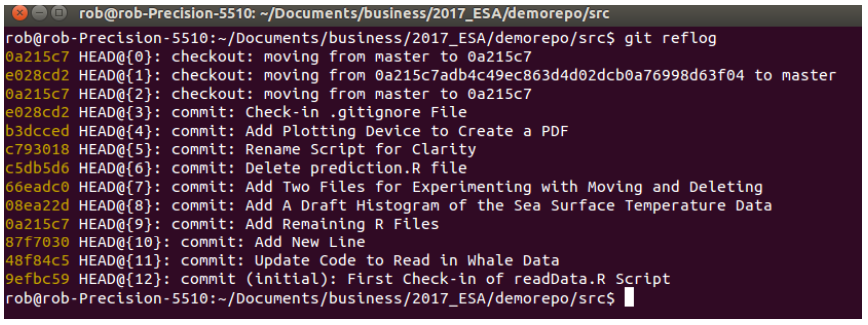 rob@rob-Precision-5510: ~/Documents/business/2017_ESA/demorepo/src
rob@rob-Precision-5510:~/Documents/business/2017_ESA/demorepo/src$ git reflog
0a215c7 HEAD@{0}: checkout: moving from master to 0a215c7
e028cd2 HEAD@{1}: checkout: moving from 0a215c7adb4c49ec863d4d02dcb0a76998d63f04 to master
0a215c7 HEAD@{2}: checkout: moving from master to 0a215c7
e028cd2 HEAD@{3}: commit: Check-in .gitignore File
b3dcced HEAD@{4}: commit: Add Plotting Device to Create a PDF
c793018 HEAD@{5}: commit: Rename Script for Clarity
c5db5d6 HEAD@{6}: commit: Delete prediction.R file
66eadc0 HEAD@{7}: commit: Add Two Files for Experimenting with Moving and Deleting
08ea22d HEAD@{8}: commit: Add A Draft Histogram of the Sea Surface Temperature Data
0a215c7 HEAD@{9}: commit: Add Remaining R Files
87f7030 HEAD@{10}: commit: Add New Line
48f84c5 HEAD@{11}: commit: Update Code to Read in Whale Data
9efbc59 HEAD@{12}: commit (initial): First Check-in of readData.R Script
rob@rob-Precision-5510:~/Documents/business/2017_ESA/demorepo/src$